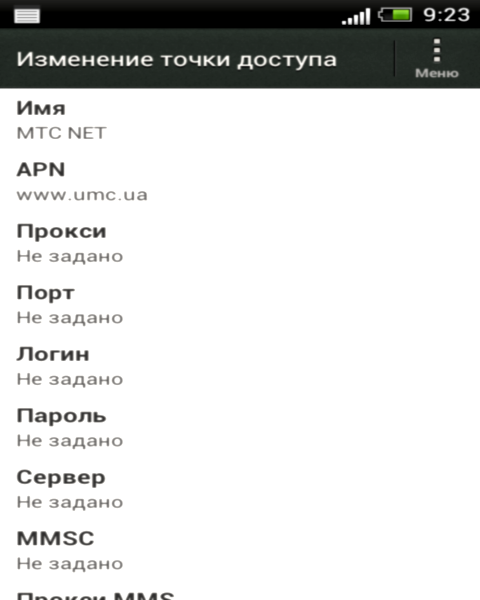 9:23
Изменение точки доступа
Меню
Имя
МТС NET
APN
www.umc.ua
Прокси
Не задано
Порт
Не задано
Логин
Не задано
Пароль
Не задано
Сервер
Не задано
MMSC
Не задано
Прокси MMS